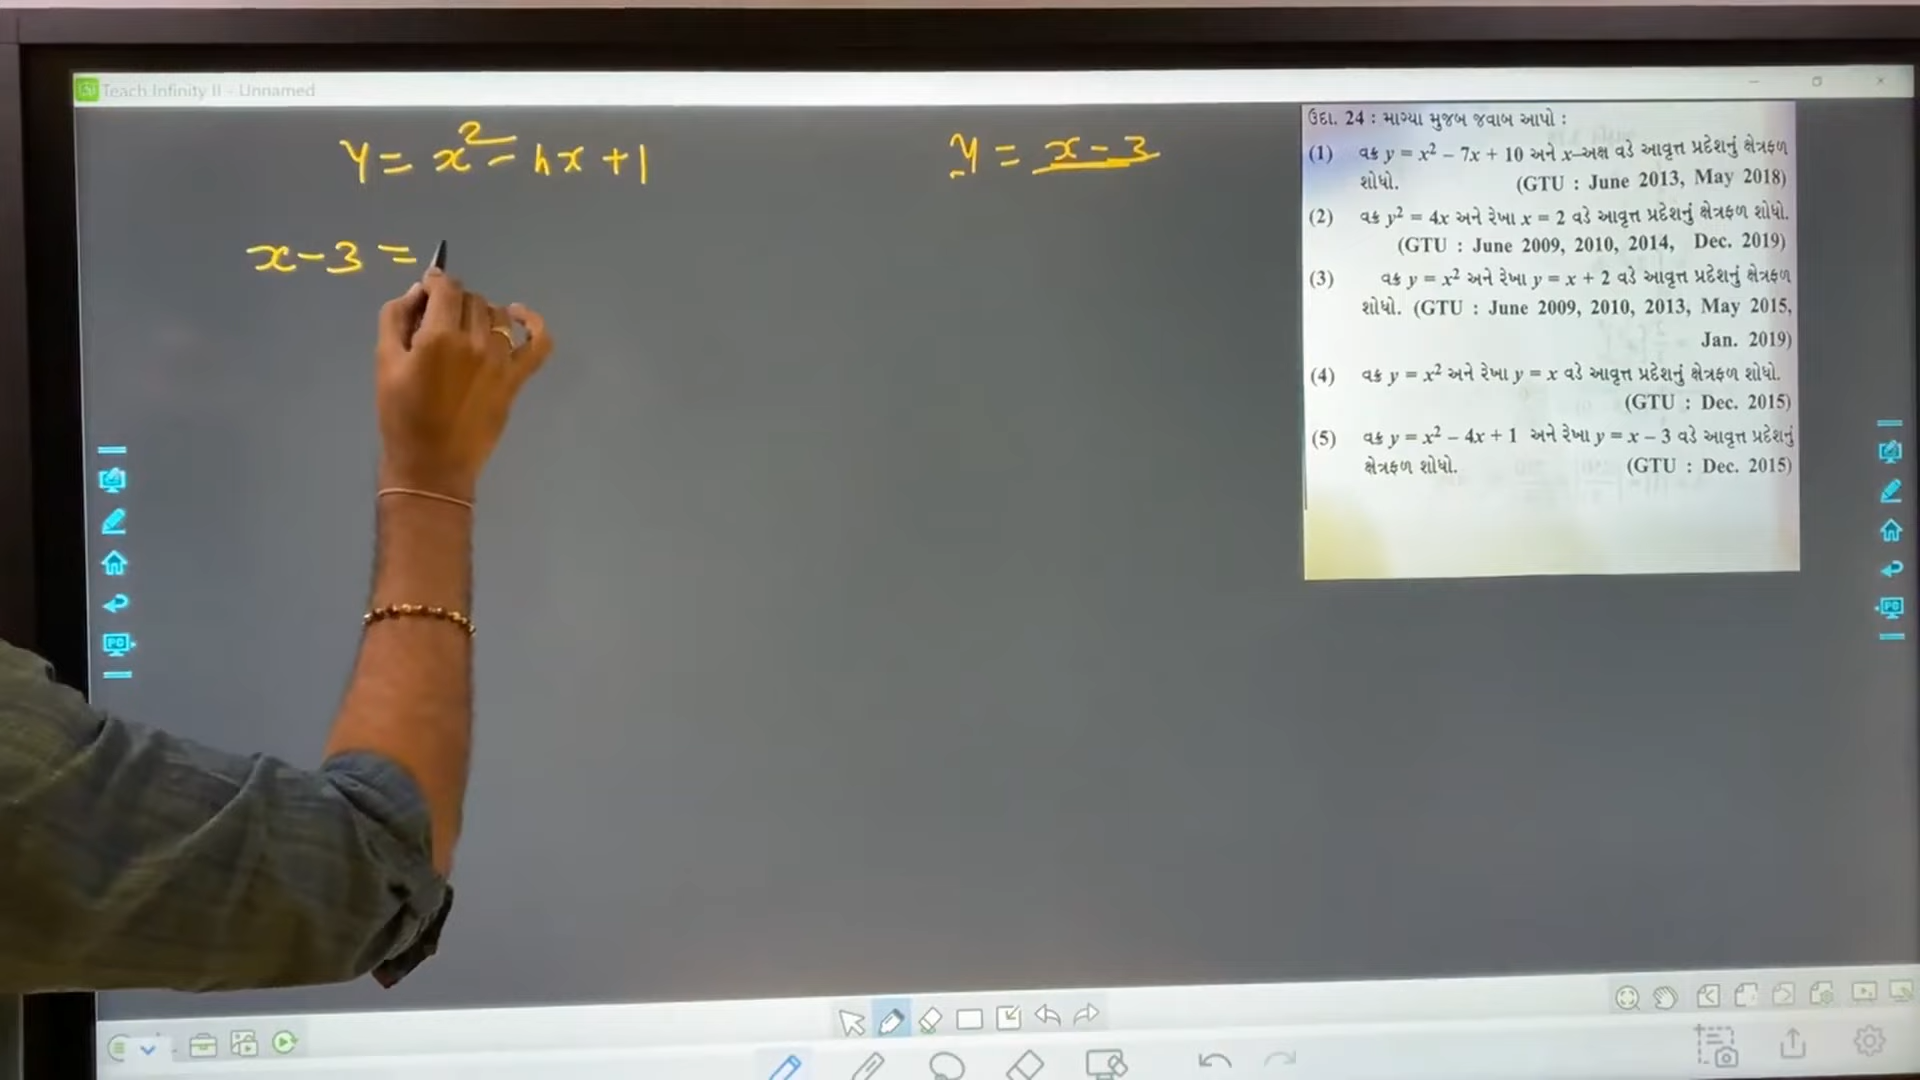 Teach Infinity II - Unnamed
y = x² - 4x + 1
y = x - 3
x - 3 =
ઉદા. 24 : માગ્યા મુજબ જવાબ આપો :
(1) વક્ર y = x² – 7x + 10 અને x–અક્ષ વડે આવૃત્ત પ્રદેશનું ક્ષેત્રફળ
શોધો. (GTU : June 2013, May 2018)
(2) વક્ર y² = 4x અને રેખા x = 2 વડે આવૃત્ત પ્રદેશનું ક્ષેત્રફળ શોધો.
(GTU : June 2009, 2010, 2014, Dec. 2019)
(3) વક્ર y = x² અને રેખા y = x + 2 વડે આવૃત્ત પ્રદેશનું ક્ષેત્રફળ
શોધો. (GTU : June 2009, 2010, 2013, May 2015,
Jan. 2019)
(4) વક્ર y = x² અને રેખા y = x વડે આવૃત્ત પ્રદેશનું ક્ષેત્રફળ શોધો.
(GTU : Dec. 2015)
(5) વક્ર y = x² – 4x + 1 અને રેખા y = x – 3 વડે આવૃત્ત પ્રદેશનું
ક્ષેત્રફળ શોધો. (GTU : Dec. 2015)